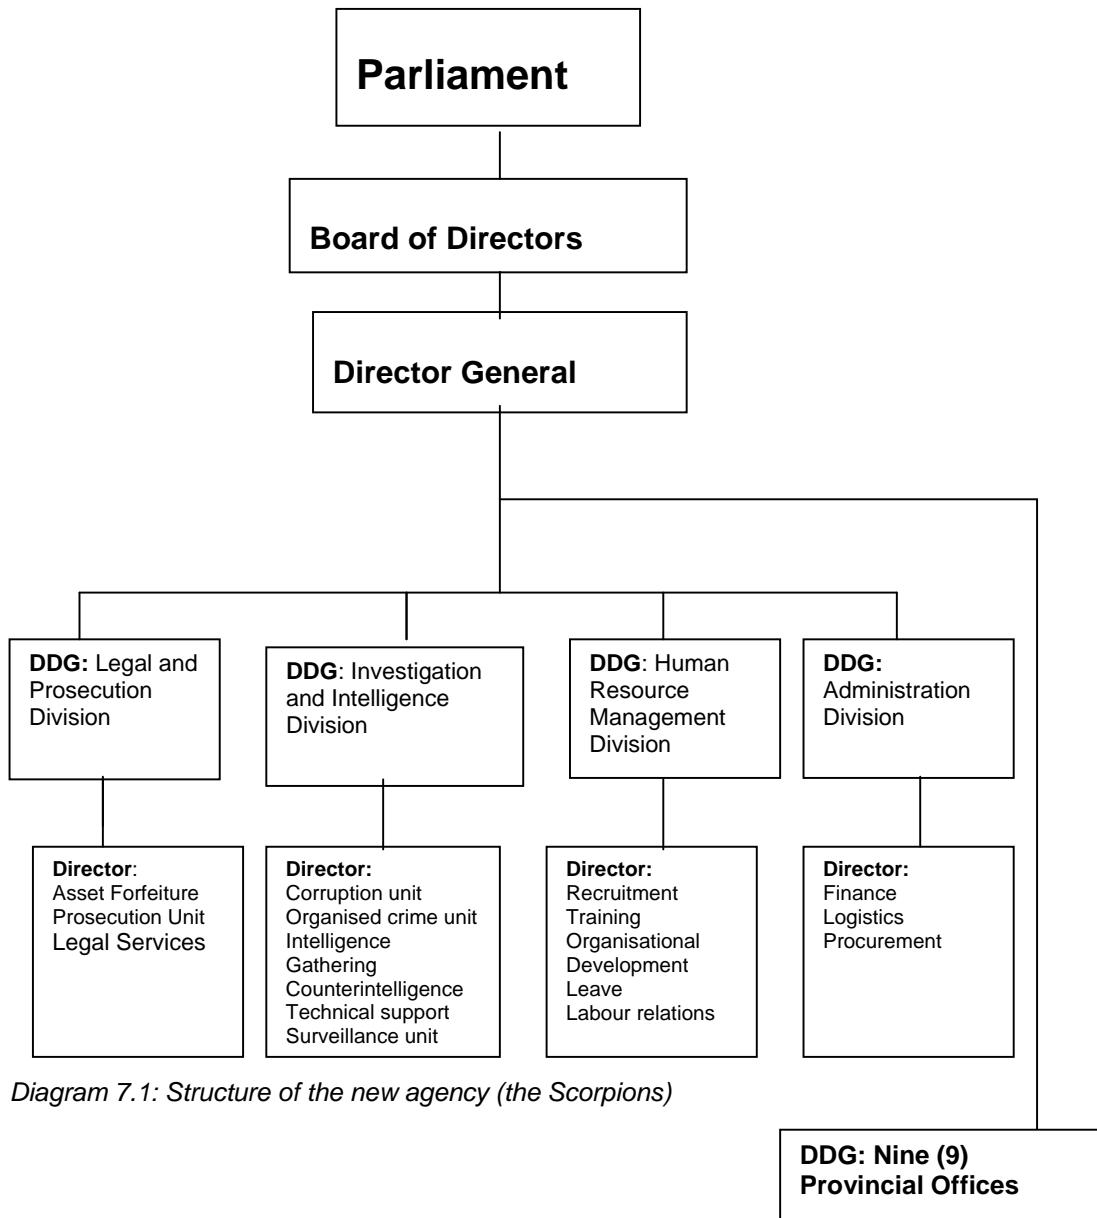 Parliament
Board of Directors
Director General
DDG: Legal and
Prosecution
Division
DDG: Investigation
and Intelligence
Division
DDG: Human
Resource
Management
Division
DDG:
Administration
Division
Director:
Asset Forfeiture
Prosecution Unit
Legal Services
Director:
Corruption unit
Organised crime unit
Intelligence
Gathering
Counterintelligence
Technical support
Surveillance unit
Director:
Recruitment
Training
Organisational
Development
Leave
Labour relations
Director:
Finance
Logistics
Procurement
Diagram 7.1: Structure of the new agency (the Scorpions)
DDG: Nine (9)
Provincial Offices